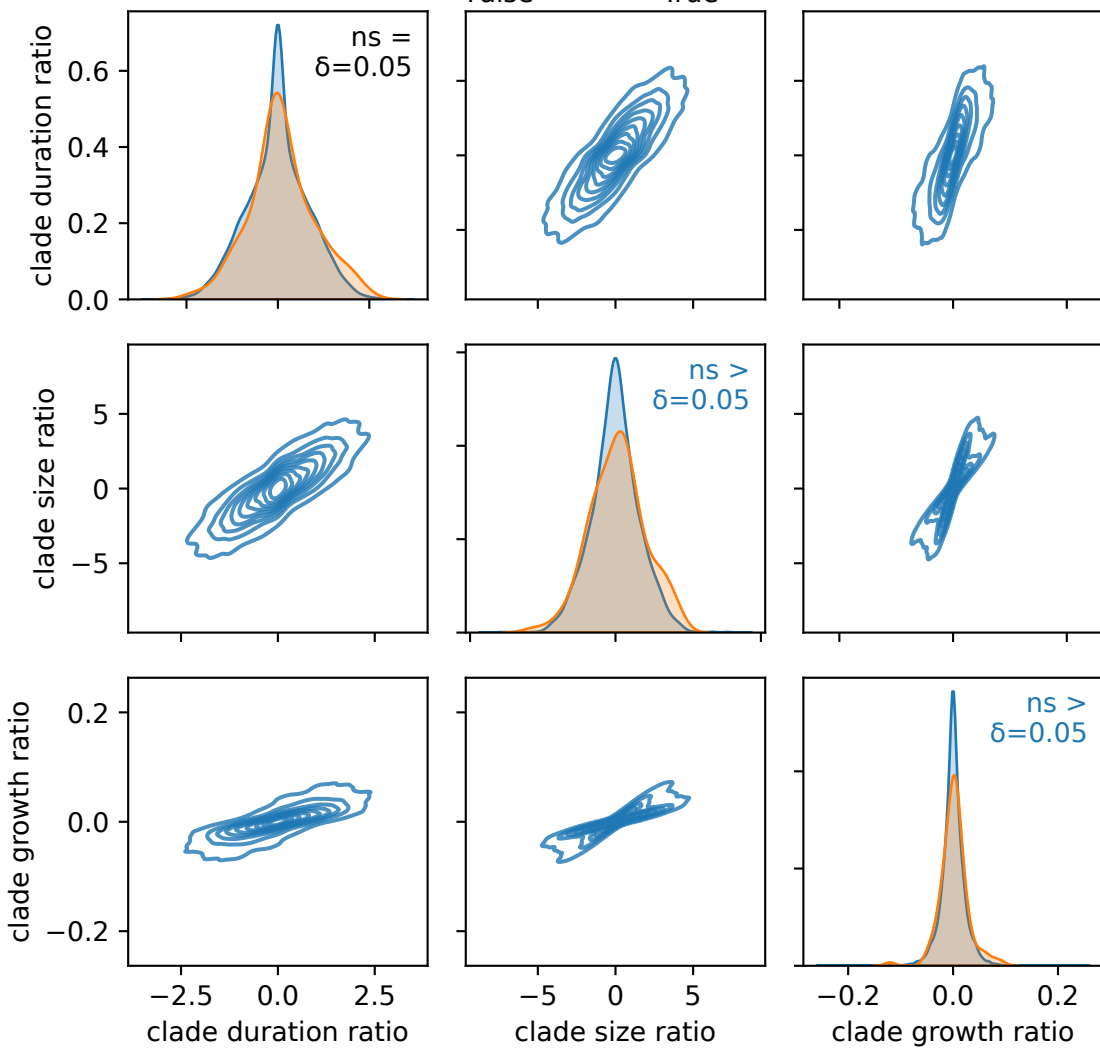 clade duration ratio
0.6
0.4
0.2
0.0
ns =
δ=0.05
clade size ratio
5
0
−5
ns >
δ=0.05
clade growth ratio
0.2
0.0
−0.2
ns >
δ=0.05
−2.5 0.0 2.5
−5 0 5
−0.2 0.0 0.2
clade duration ratio
clade size ratio
clade growth ratio